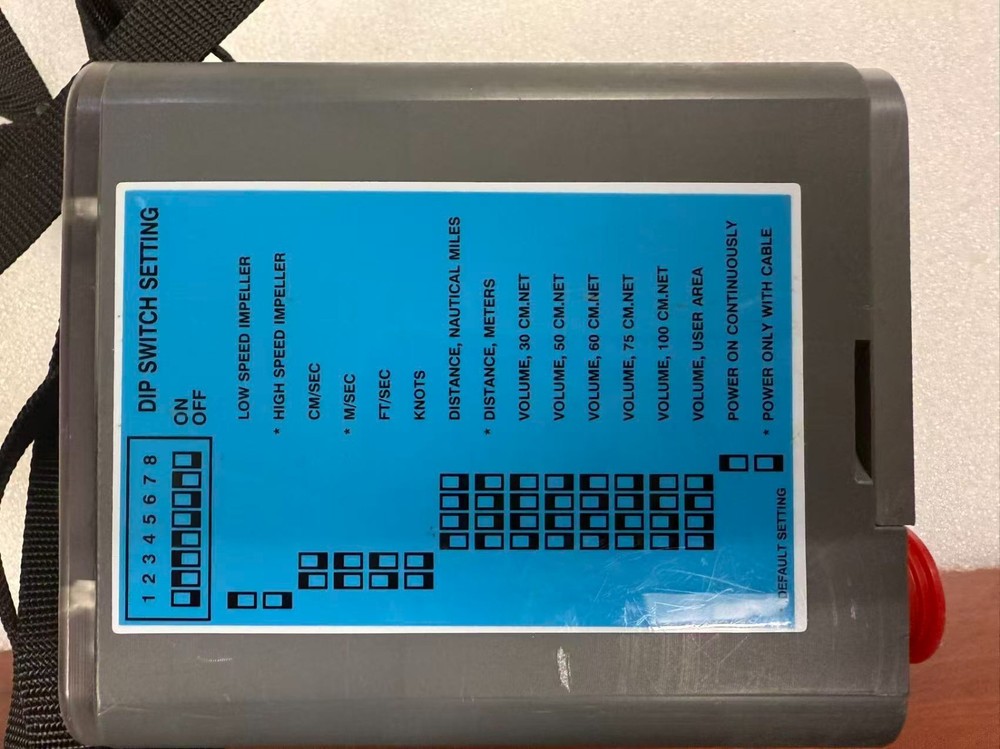 DIP SWITCH SETTING
1 2 3 4 5 6 7 8
ON
OFF
LOW SPEED IMPELLER
* HIGH SPEED IMPELLER
CM/SEC
* M/SEC
FT/SEC
KNOTS
DISTANCE, NAUTICAL MILES
* DISTANCE, METERS
VOLUME, 30 CM.NET
VOLUME, 50 CM.NET
VOLUME, 60 CM.NET
VOLUME, 75 CM.NET
VOLUME, 100 CM.NET
VOLUME, USER AREA
POWER ON CONTINUOUSLY
* POWER ONLY WITH CABLE
DEFAULT SETTING